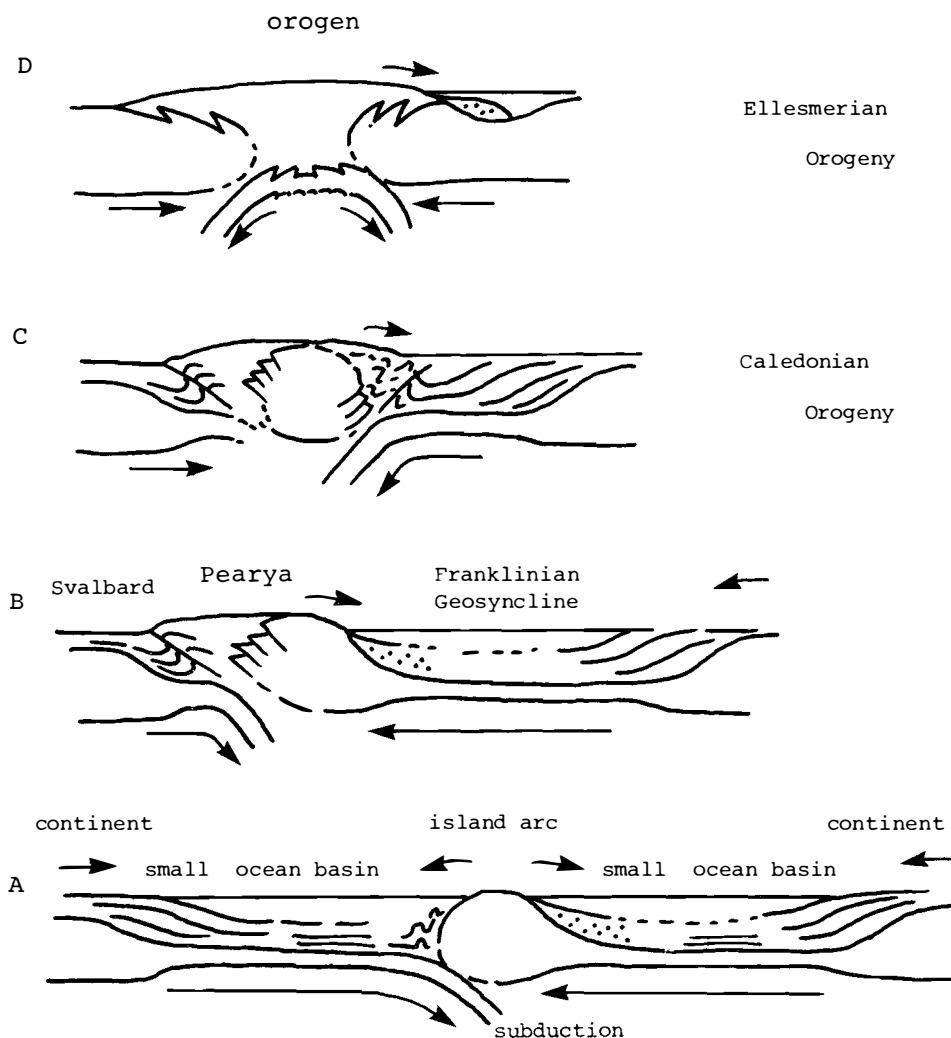 orogen
D
Ellesmerian
Orogeny
C
Caledonian
Orogeny
B
Svalbard
Pearya
Franklinian
Geosyncline
continent
island arc
continent
A
small ocean basin
small ocean basin
subduction